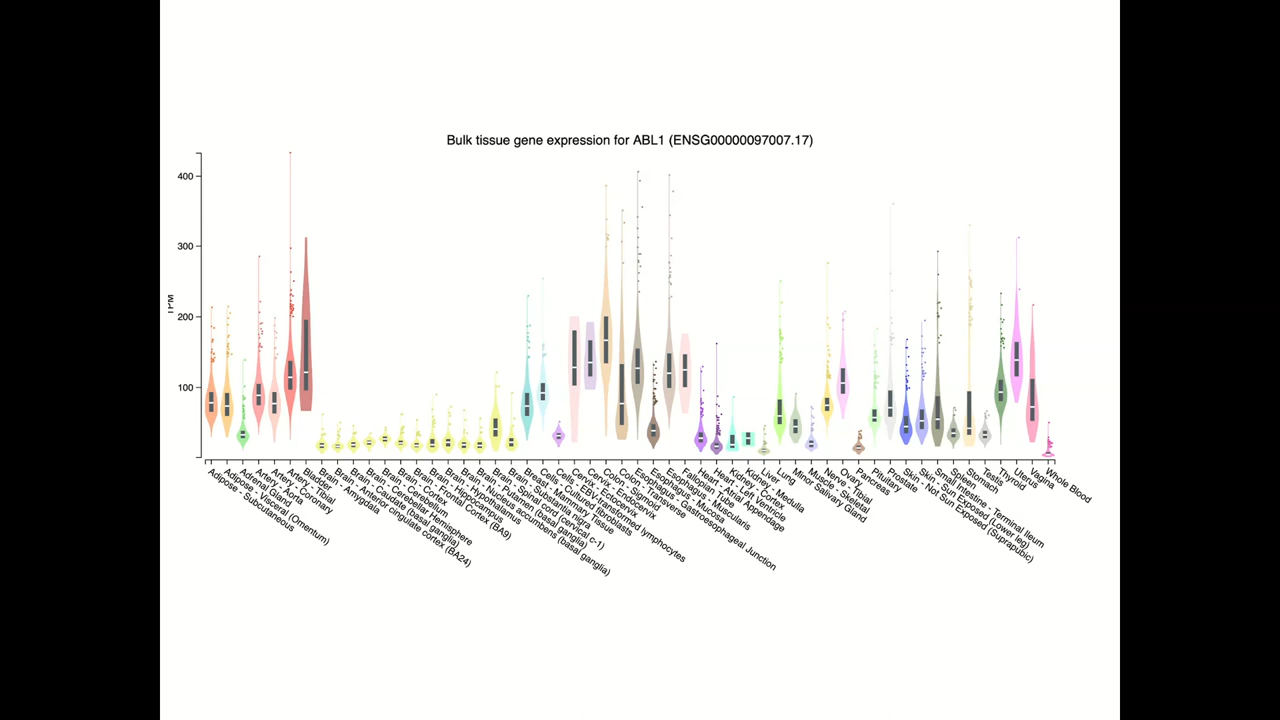 Bulk tissue gene expression for ABL1 (ENSG00000097007.17)
400
300
200
100
TPM
Adipose - Subcutaneous
Adipose - Visceral (Omentum)
Adrenal Gland
Artery - Aorta
Artery - Coronary
Artery - Tibial
Bladder
Brain - Amygdala
Brain - Anterior cingulate cortex (BA24)
Brain - Caudate (basal ganglia)
Brain - Cerebellar Hemisphere
Brain - Cerebellum
Brain - Cortex
Brain - Frontal Cortex (BA9)
Brain - Hippocampus
Brain - Hypothalamus
Brain - Nucleus accumbens (basal ganglia)
Brain - Putamen (basal ganglia)
Brain - Spinal cord (cervical c-1)
Brain - Substantia nigra
Breast - Mammary Tissue
Cells - Cultured fibroblasts
Cells - EBV-transformed lymphocytes
Cervix - Ectocervix
Cervix - Endocervix
Colon - Sigmoid
Colon - Transverse
Esophagus - Gastroesophageal Junction
Esophagus - Mucosa
Esophagus - Muscularis
Fallopian Tube
Heart - Atrial Appendage
Heart - Left Ventricle
Kidney - Cortex
Kidney - Medulla
Liver
Lung
Minor Salivary Gland
Muscle - Skeletal
Nerve - Tibial
Ovary
Pancreas
Pituitary
Prostate
Skin - Not Sun Exposed (Suprapubic)
Skin - Sun Exposed (Lower leg)
Small Intestine - Terminal Ileum
Spleen
Stomach
Testis
Thyroid
Uterus
Vagina
Whole Blood